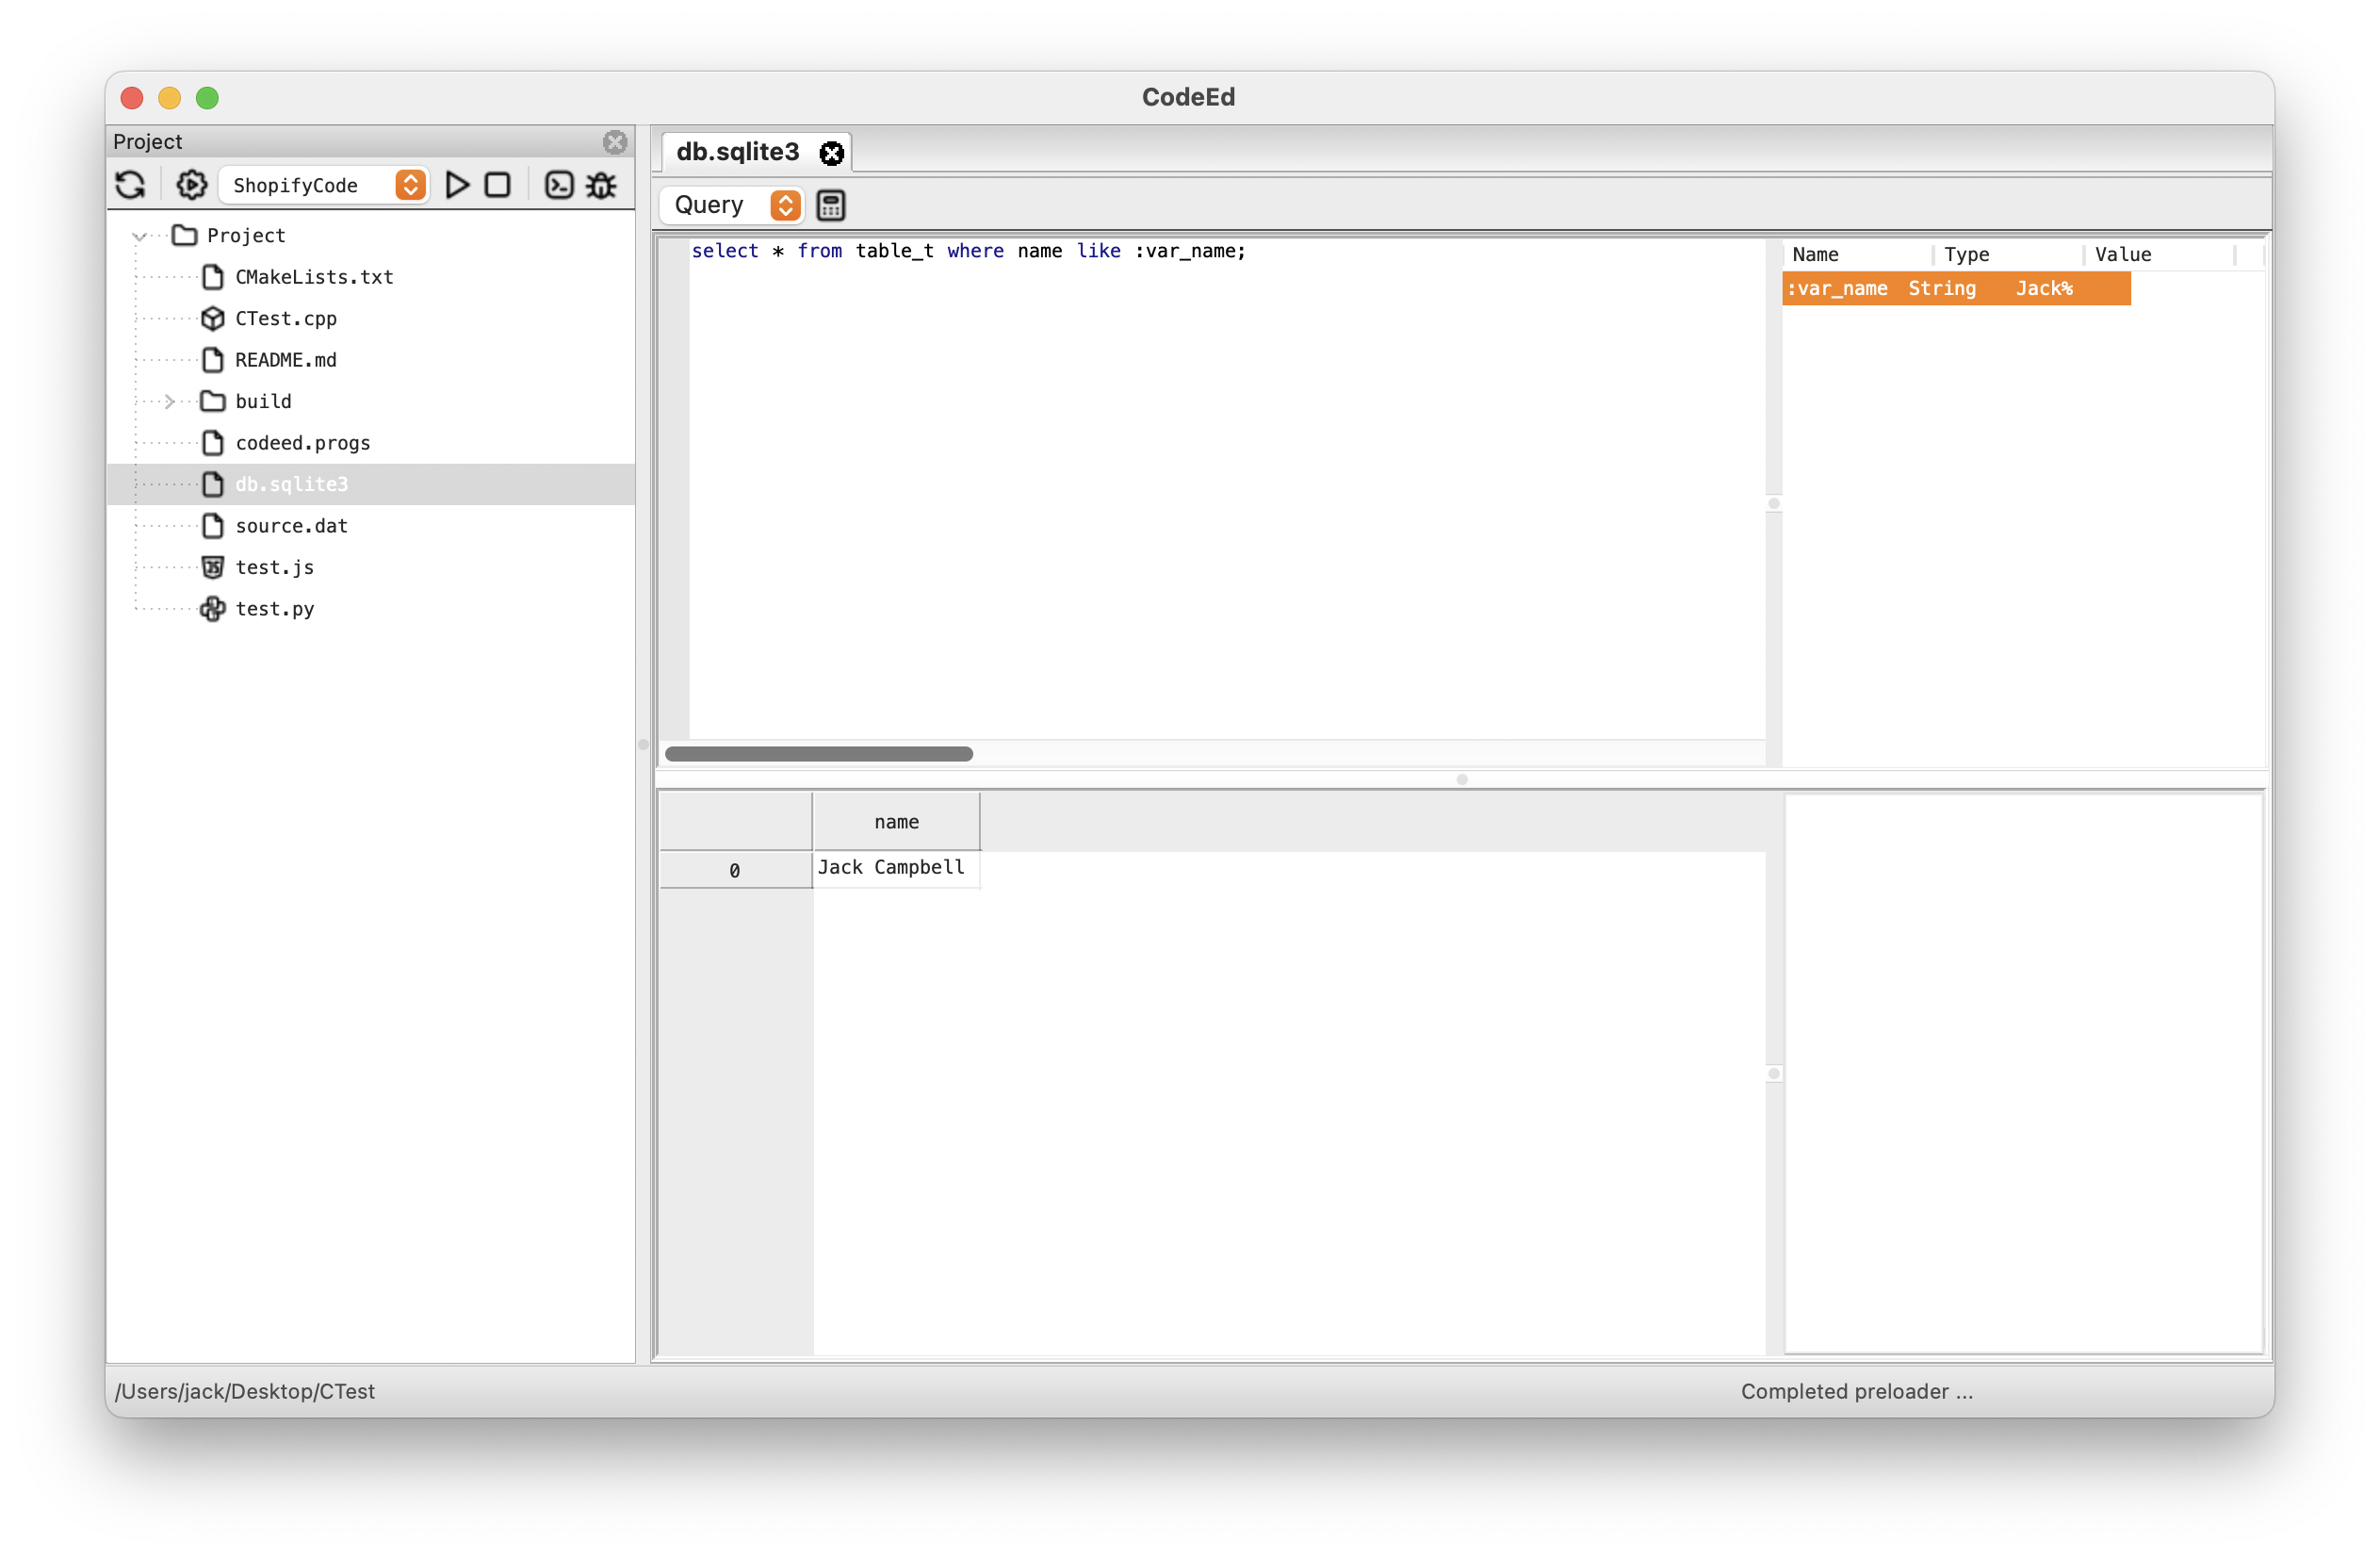 CodeEd
Project
ShopifyCode
Project
CMakeLists.txt
CTest.cpp
README.md
build
codeed.progs
db.sqlite3
source.dat
test.js
test.py
db.sqlite3
Query
select * from table_t where name like :var_name;
Name Type Value
:var_name String Jack%
name
0 Jack Campbell
/Users/jack/Desktop/CTest
Completed preloader ...